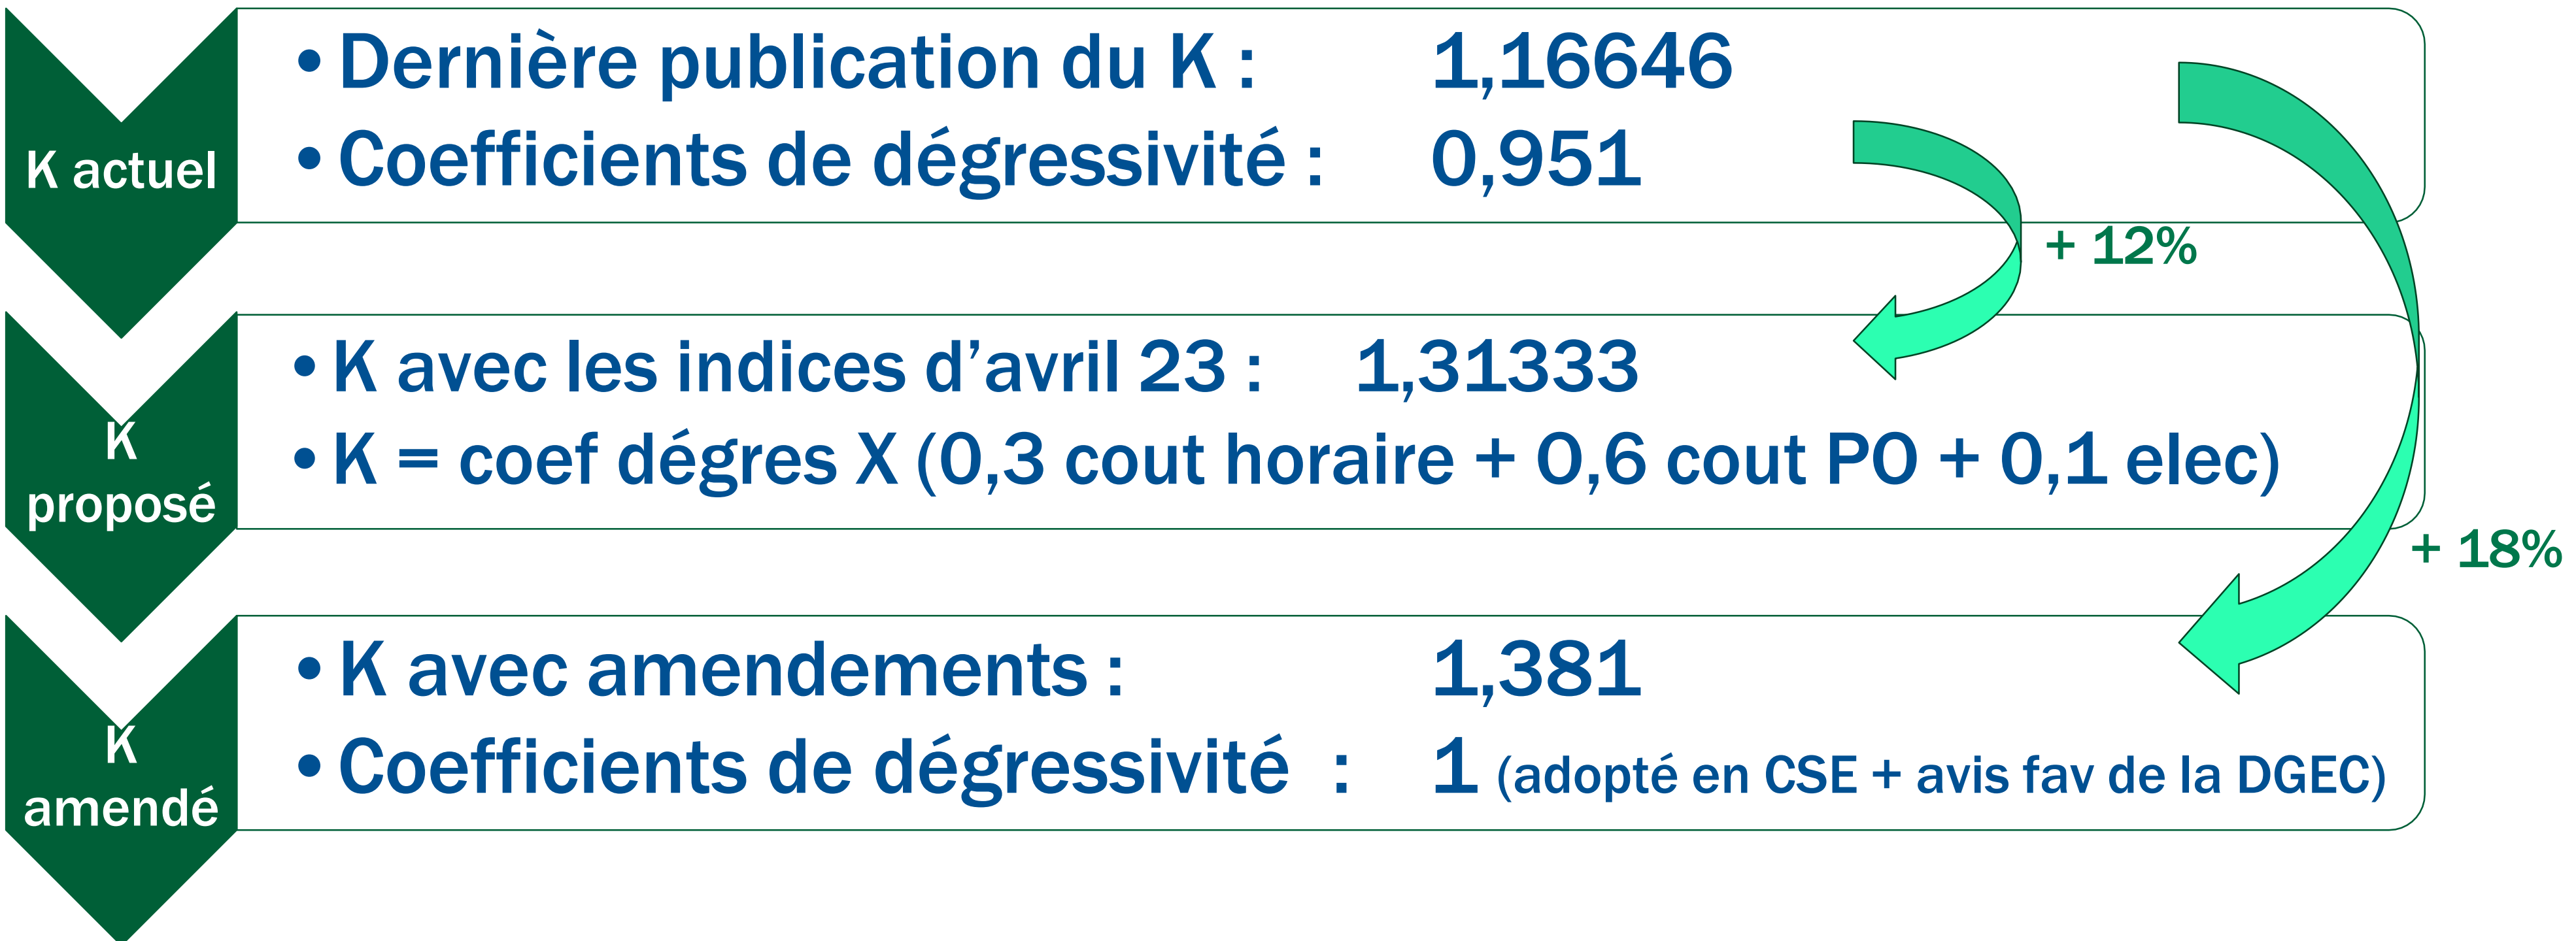 K actuel
• Dernière publication du K : 1,16646
• Coefficients de dégressivité : 0,951
+ 12%
K
proposé
• K avec les indices d’avril 23 : 1,31333
• K = coef dégres X (0,3 cout horaire + 0,6 cout PO + 0,1 elec)
+ 18%
K
amendé
• K avec amendements : 1,381
• Coefficients de dégressivité : 1 (adopté en CSE + avis fav de la DGEC)